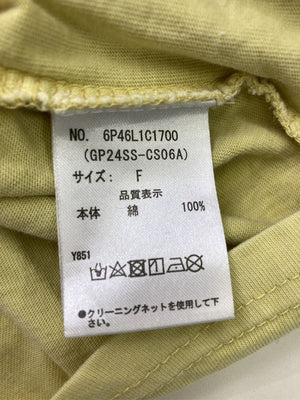 NO. 6P46L1C1700
(GP24SS-CS06A)
サイズ: F
品質表示
本体 綿 100%
Y851
●クリーニングネットを使用して下
さい。